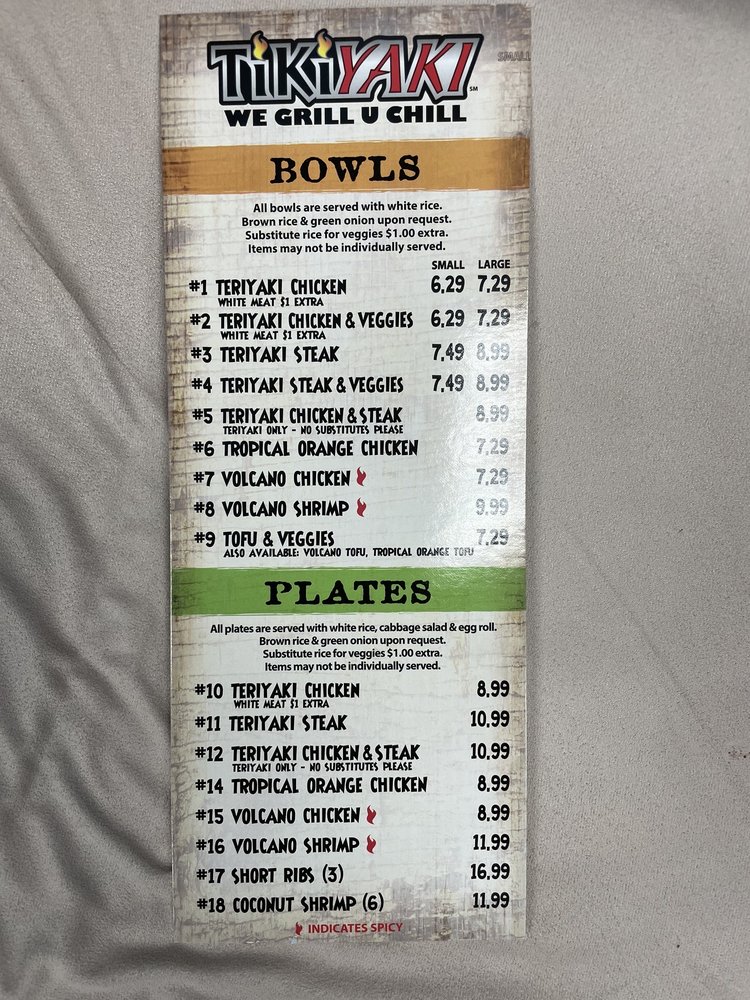 TiKiYAKI SM
SMALL
WE GRILL U CHILL
BOWLS
All bowls are served with white rice.
Brown rice & green onion upon request.
Substitute rice for veggies $1.00 extra.
Items may not be individually served.
SMALL LARGE
#1 TERIYAKI CHICKEN 6.29 7.29
WHITE MEAT $1 EXTRA
#2 TERIYAKI CHICKEN & VEGGIES 6.29 7.29
WHITE MEAT $1 EXTRA
#3 TERIYAKI STEAK 7.49 8.99
#4 TERIYAKI STEAK & VEGGIES 7.49 8.99
#5 TERIYAKI CHICKEN & STEAK 8.99
TERIYAKI ONLY - NO SUBSTITUTES PLEASE
#6 TROPICAL ORANGE CHICKEN 7.29
#7 VOLCANO CHICKEN 7.29
#8 VOLCANO SHRIMP 9.99
#9 TOFU & VEGGIES 7.29
ALSO AVAILABLE: VOLCANO TOFU, TROPICAL ORANGE TOFU
PLATES
All plates are served with white rice, cabbage salad & egg roll.
Brown rice & green onion upon request.
Substitute rice for veggies $1.00 extra.
Items may not be individually served.
#10 TERIYAKI CHICKEN 8.99
WHITE MEAT $1 EXTRA
#11 TERIYAKI STEAK 10.99
#12 TERIYAKI CHICKEN & STEAK 10.99
TERIYAKI ONLY - NO SUBSTITUTES PLEASE
#14 TROPICAL ORANGE CHICKEN 8.99
#15 VOLCANO CHICKEN 8.99
#16 VOLCANO SHRIMP 11.99
#17 SHORT RIBS (3) 16.99
#18 COCONUT SHRIMP (6) 11.99
INDICATES SPICY